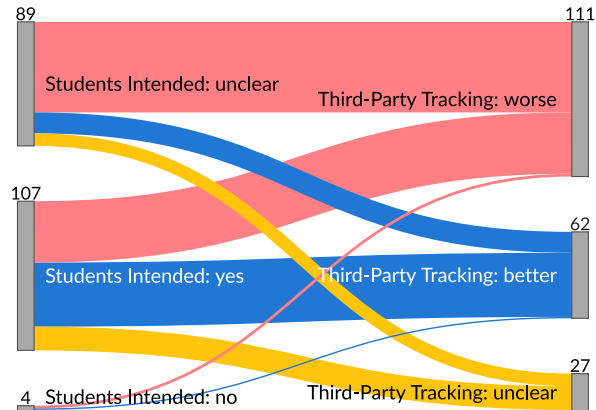 89
111
Students Intended: unclear
Third-Party Tracking: worse
107
62
Students Intended: yes
Third-Party Tracking: better
27
4
Students Intended: no
Third-Party Tracking: unclear